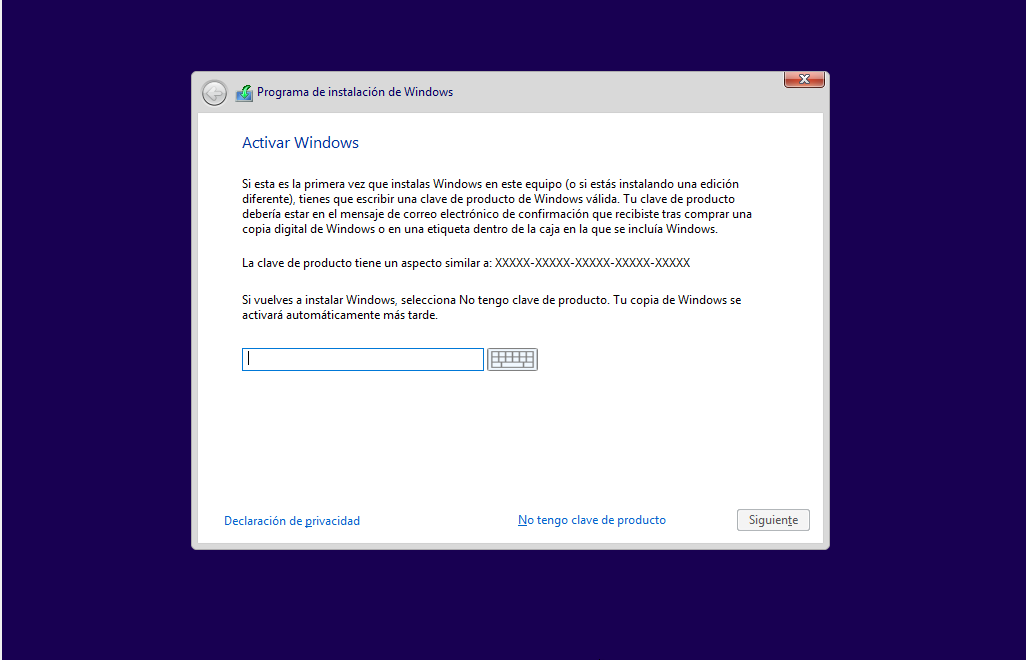 Programa de instalación de Windows
Activar Windows
Si esta es la primera vez que instalas Windows en este equipo (o si estás instalando una edición
diferente), tienes que escribir una clave de producto de Windows válida. Tu clave de producto
debería estar en el mensaje de correo electrónico de confirmación que recibiste tras comprar una
copia digital de Windows o en una etiqueta dentro de la caja en la que se incluía Windows.
La clave de producto tiene un aspecto similar a: XXXXX-XXXXX-XXXXX-XXXXX-XXXXX
Si vuelves a instalar Windows, selecciona No tengo clave de producto. Tu copia de Windows se
activará automáticamente más tarde.
Declaración de privacidad
No tengo clave de producto
Siguiente